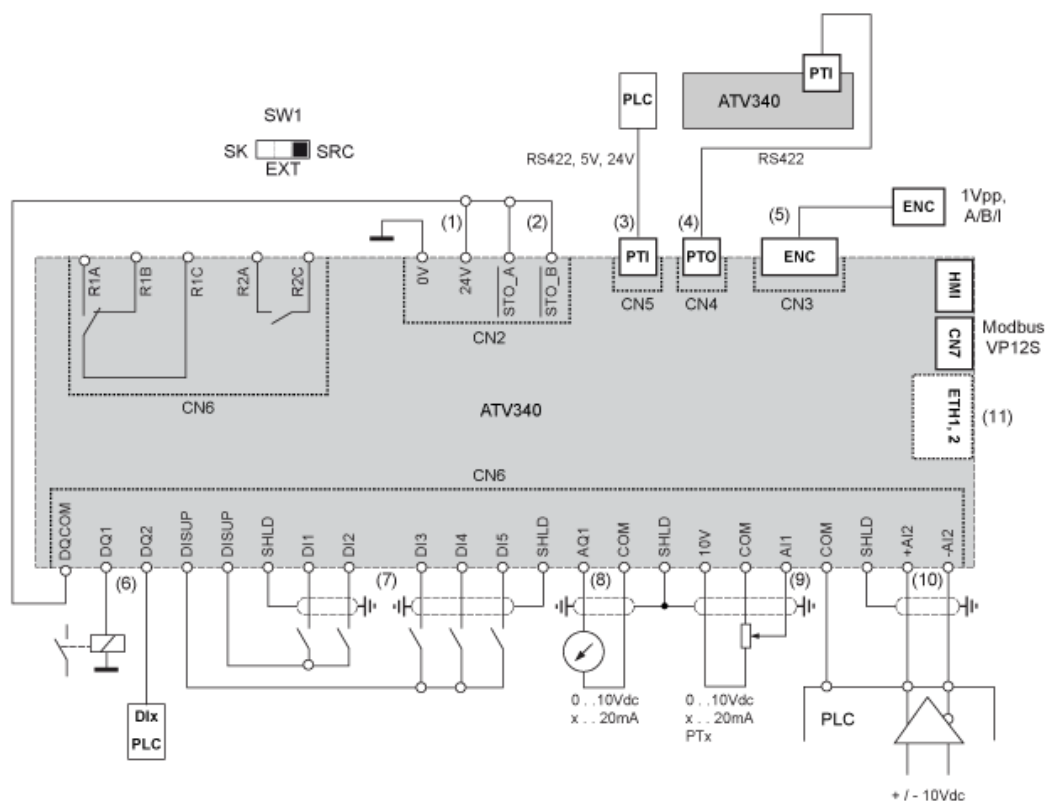 PTI
ATV340
PLC
SW1
SK SRC
EXT
RS422, 5V, 24V
RS422
1Vpp,
A/B/I
ENC
(1)
(2)
(3)
(4)
(5)
R1A
R1B
R1C
R2A
R2C
0V
24V
STO_A
STO_B
PTI
PTO
ENC
CN5
CN4
CN3
HMI
CN2
CN7
Modbus
VP12S
CN6
ATV340
ETH1, 2
(11)
CN6
DQCOM
DQ1
DQ2
DISUP
DISUP
SHLD
DI1
DI2
DI3
DI4
DI5
SHLD
AQ1
COM
SHLD
10V
COM
AI1
COM
SHLD
+AI2
-AI2
(6)
(7)
(8)
(9)
(10)
0 . . 10Vdc
x . . 20mA
0 . . 10Vdc
x . . 20mA
PTx
DIx
PLC
PLC
+ / - 10Vdc